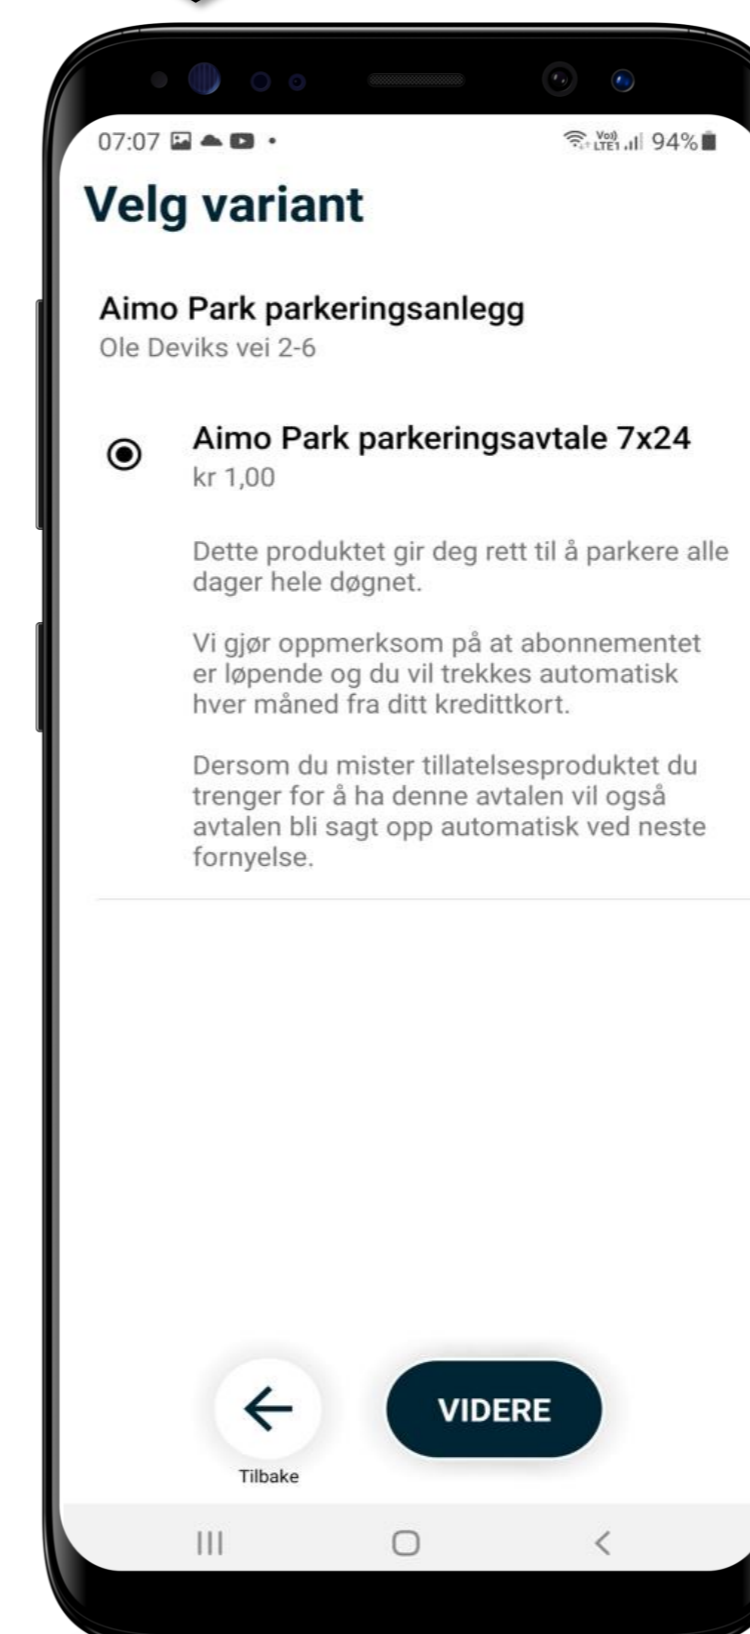 07:07
Vo)) LTE1 94%
Velg variant
Aimo Park parkeringsanlegg
Ole Deviks vei 2-6
Aimo Park parkeringsavtale 7x24
kr 1,00
Dette produktet gir deg rett til å parkere alle
dager hele døgnet.
Vi gjør oppmerksom på at abonnementet
er løpende og du vil trekkes automatisk
hver måned fra ditt kredittkort.
Dersom du mister tillatelsesproduktet du
trenger for å ha denne avtalen vil også
avtalen bli sagt opp automatisk ved neste
fornyelse.
VIDERE
Tilbake